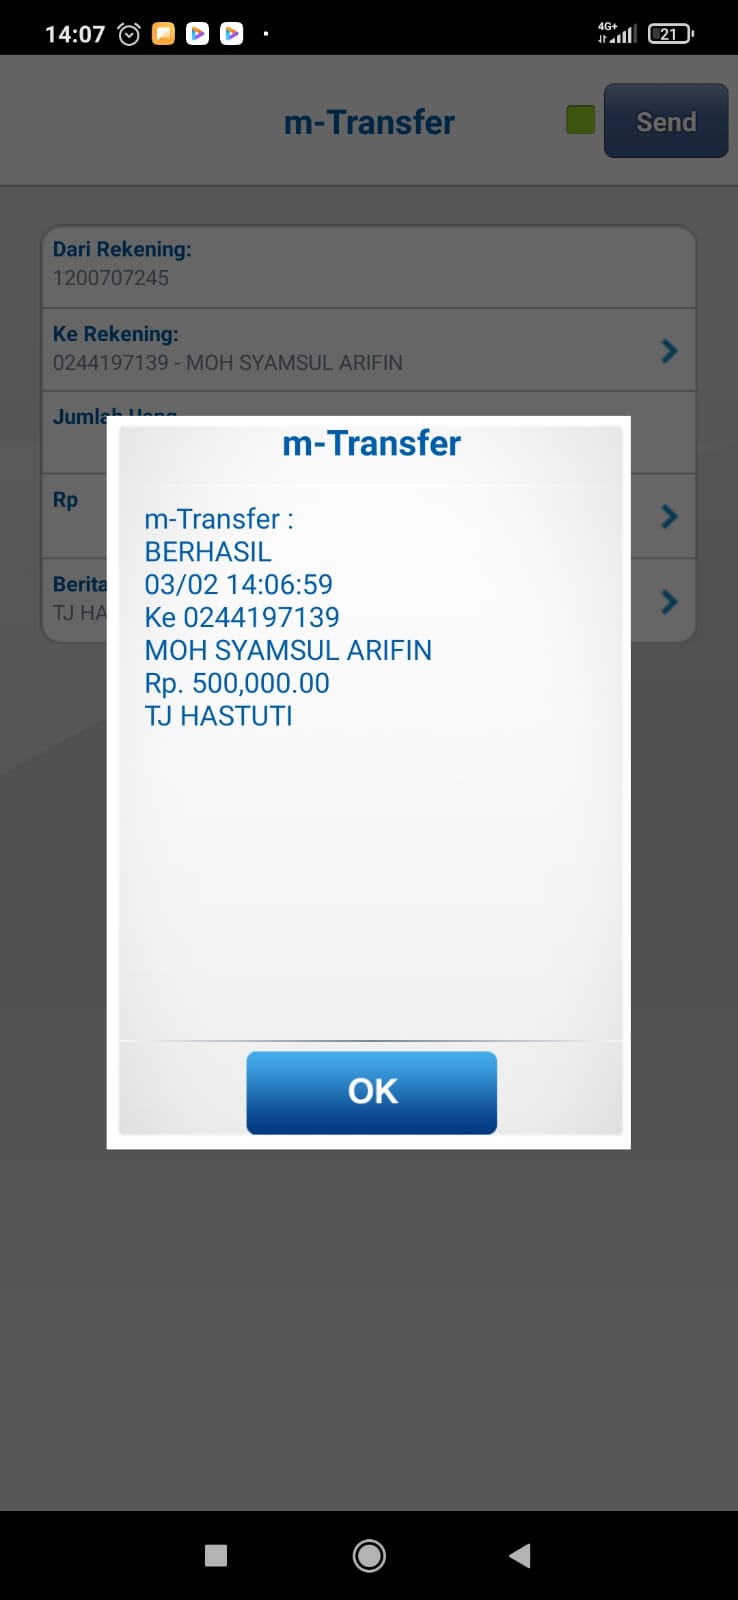 14:07
4G+
21
m-Transfer
Send
Dari Rekening:
1200707245
Ke Rekening:
0244197139 - MOH SYAMSUL ARIFIN
Jumlah Uang
Rp
Berita
TJ HA
m-Transfer
m-Transfer :
BERHASIL
03/02 14:06:59
Ke 0244197139
MOH SYAMSUL ARIFIN
Rp. 500,000.00
TJ HASTUTI
OK